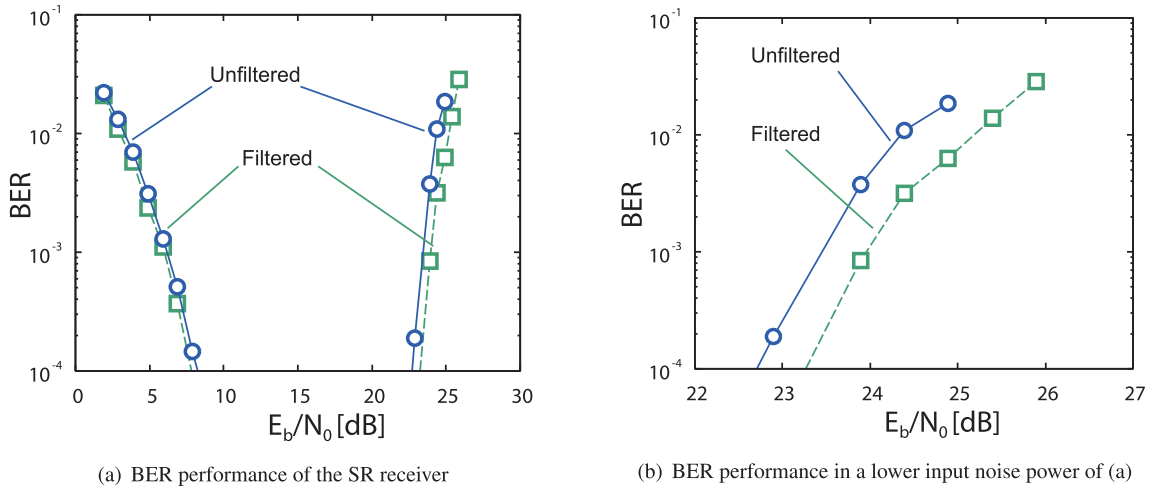 10⁻¹
10⁻²
10⁻³
10⁻⁴
BER
0 5 10 15 20 25 30
E_b/N_0 [dB]
Unfiltered
Filtered
(a) BER performance of the SR receiver
10⁻¹
10⁻²
10⁻³
10⁻⁴
BER
22 23 24 25 26 27
E_b/N_0 [dB]
Unfiltered
Filtered
(b) BER performance in a lower input noise power of (a)